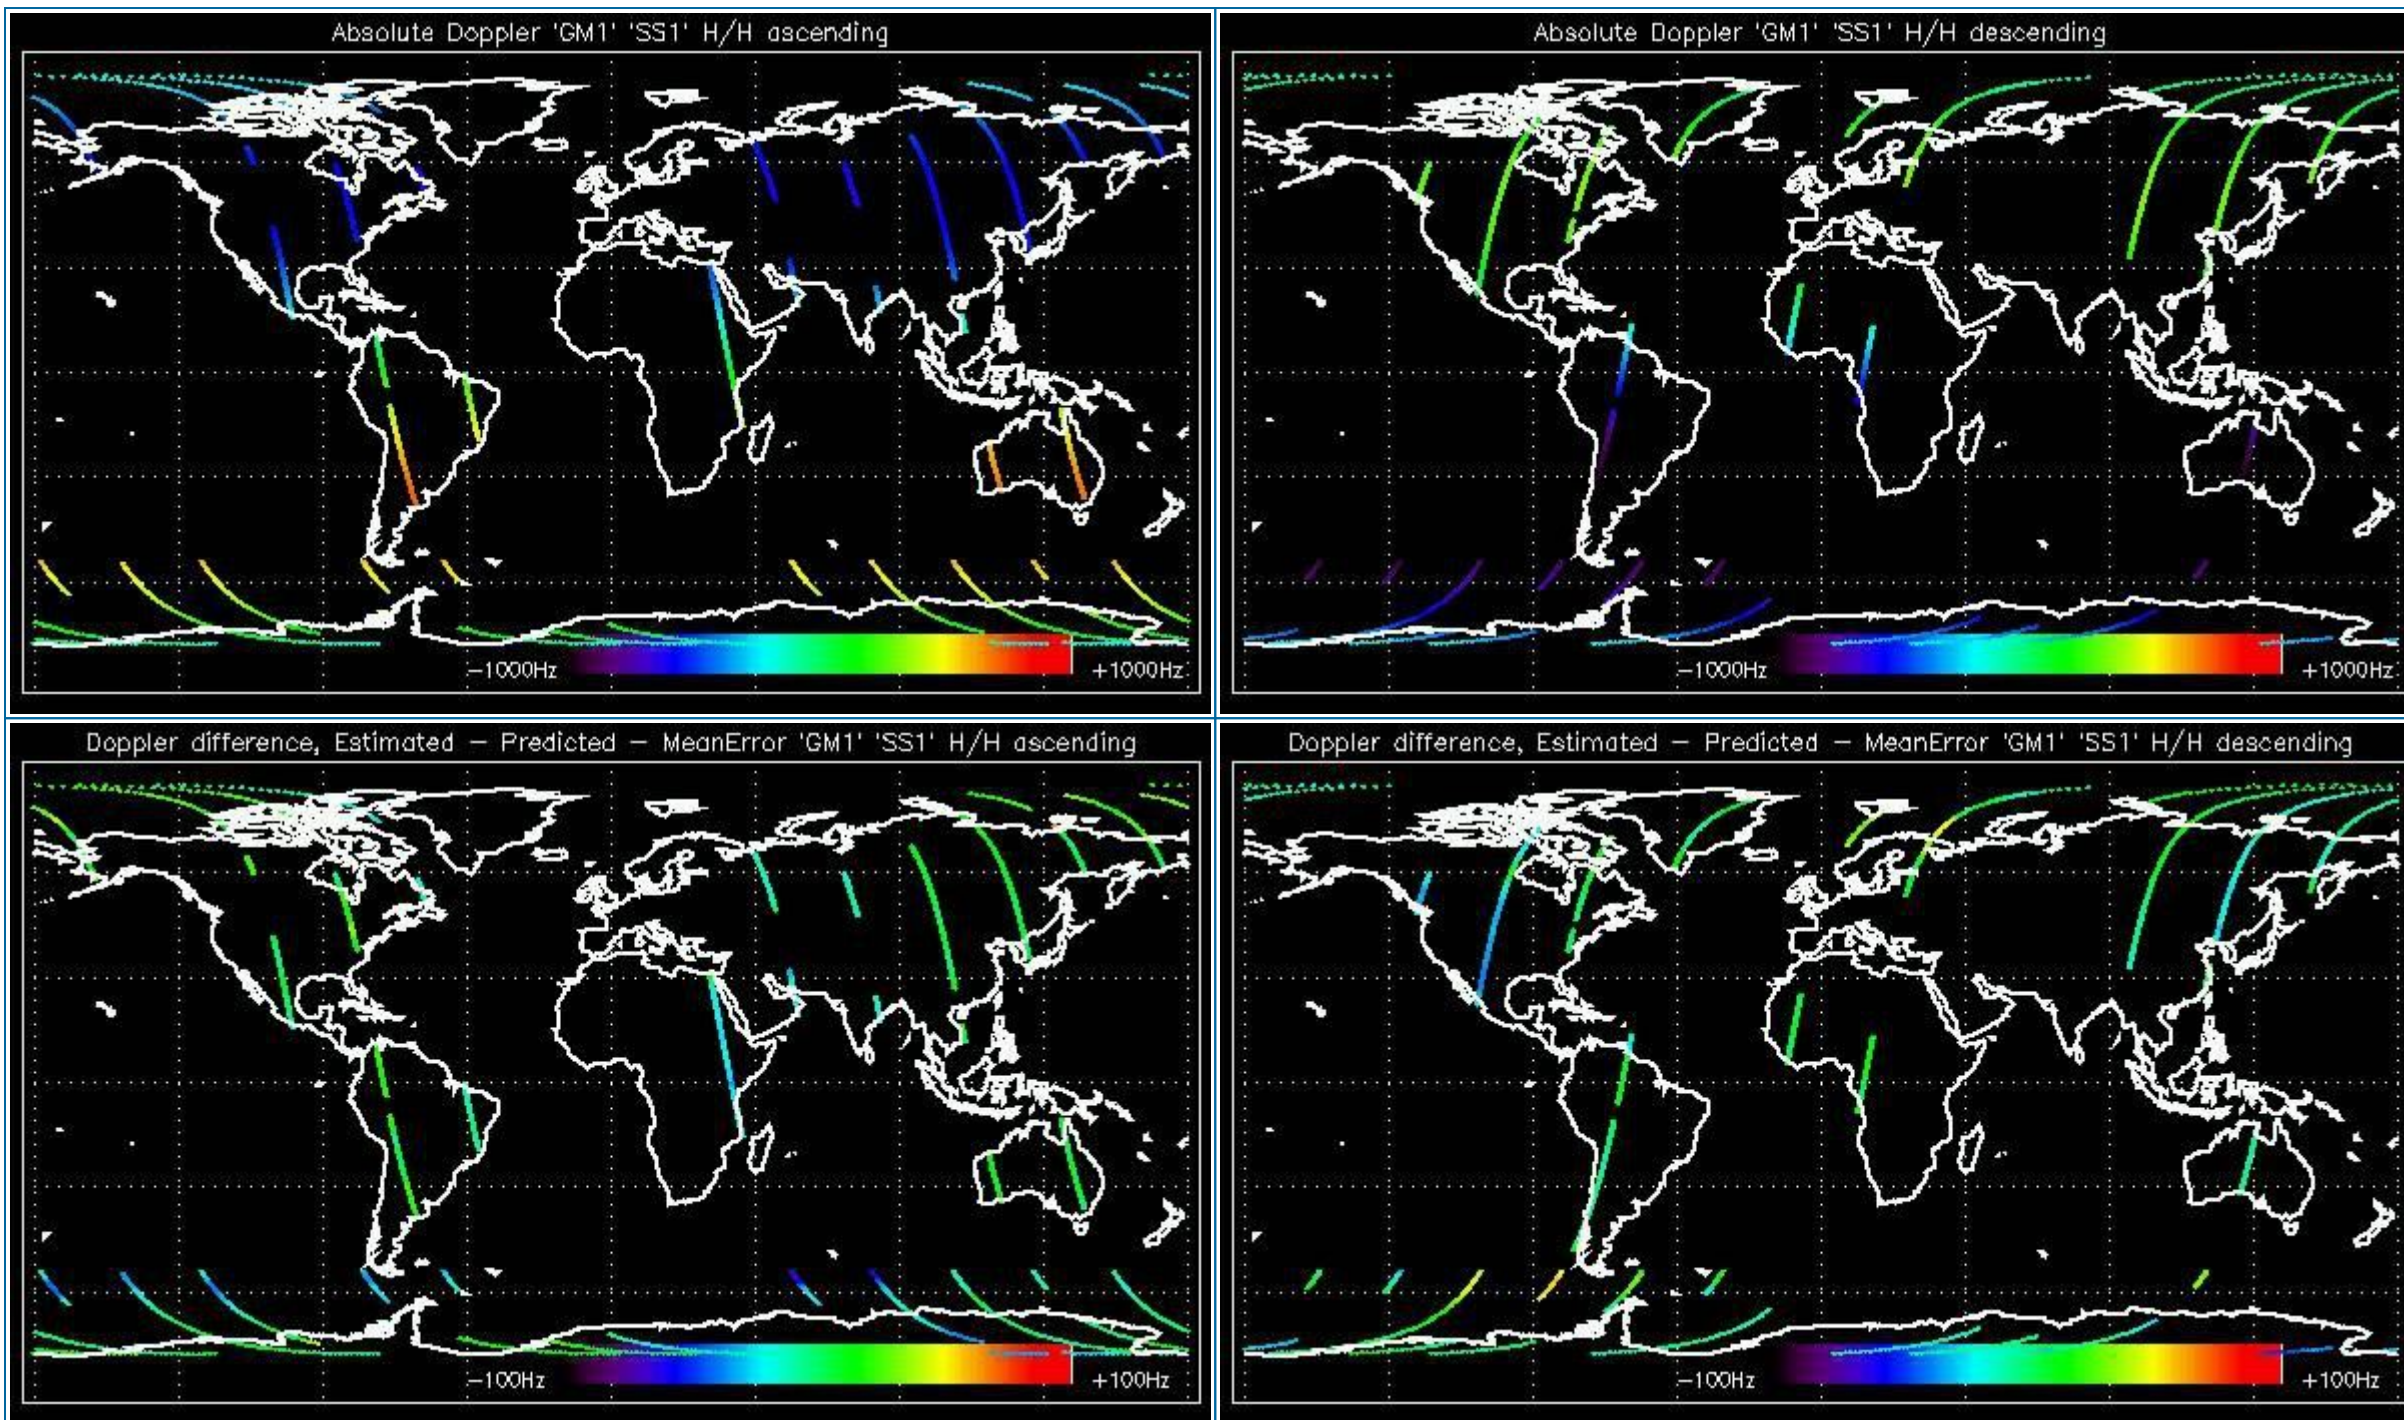 Absolute Doppler 'GM1' 'SS1' H/H ascending
−1000Hz
+1000Hz
Absolute Doppler 'GM1' 'SS1' H/H descending
−1000Hz
+1000Hz
Doppler difference, Estimated − Predicted − MeanError 'GM1' 'SS1' H/H ascending
−100Hz
+100Hz
Doppler difference, Estimated − Predicted − MeanError 'GM1' 'SS1' H/H descending
−100Hz
+100Hz